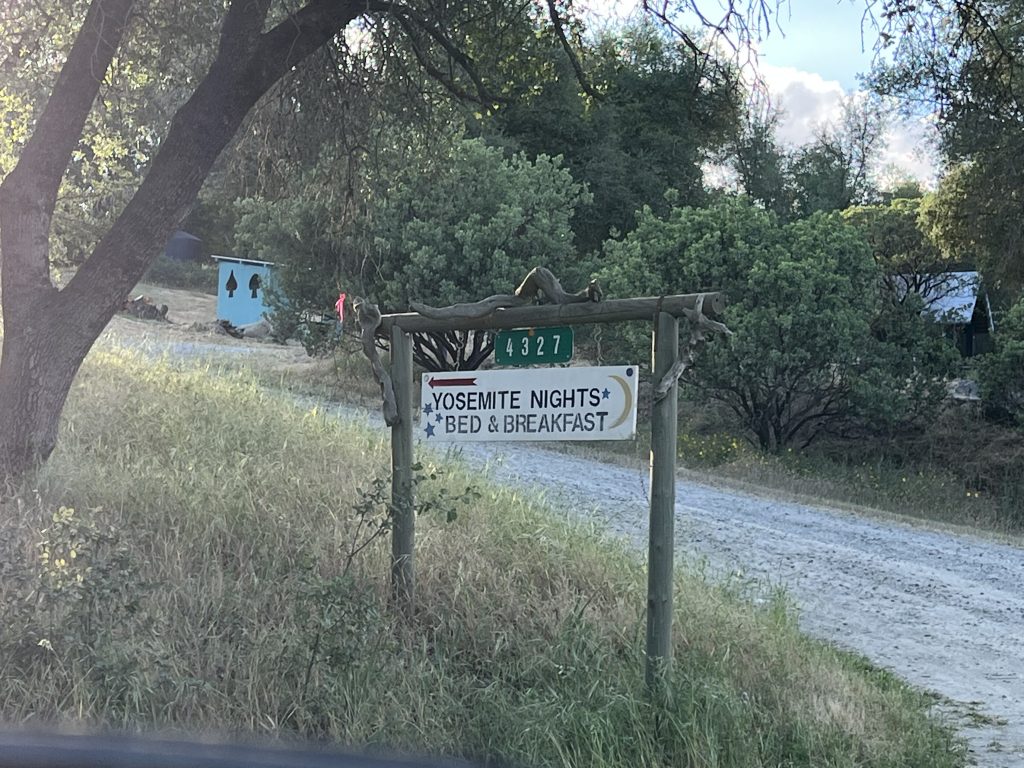 4327
YOSEMITE NIGHTS
BED & BREAKFAST